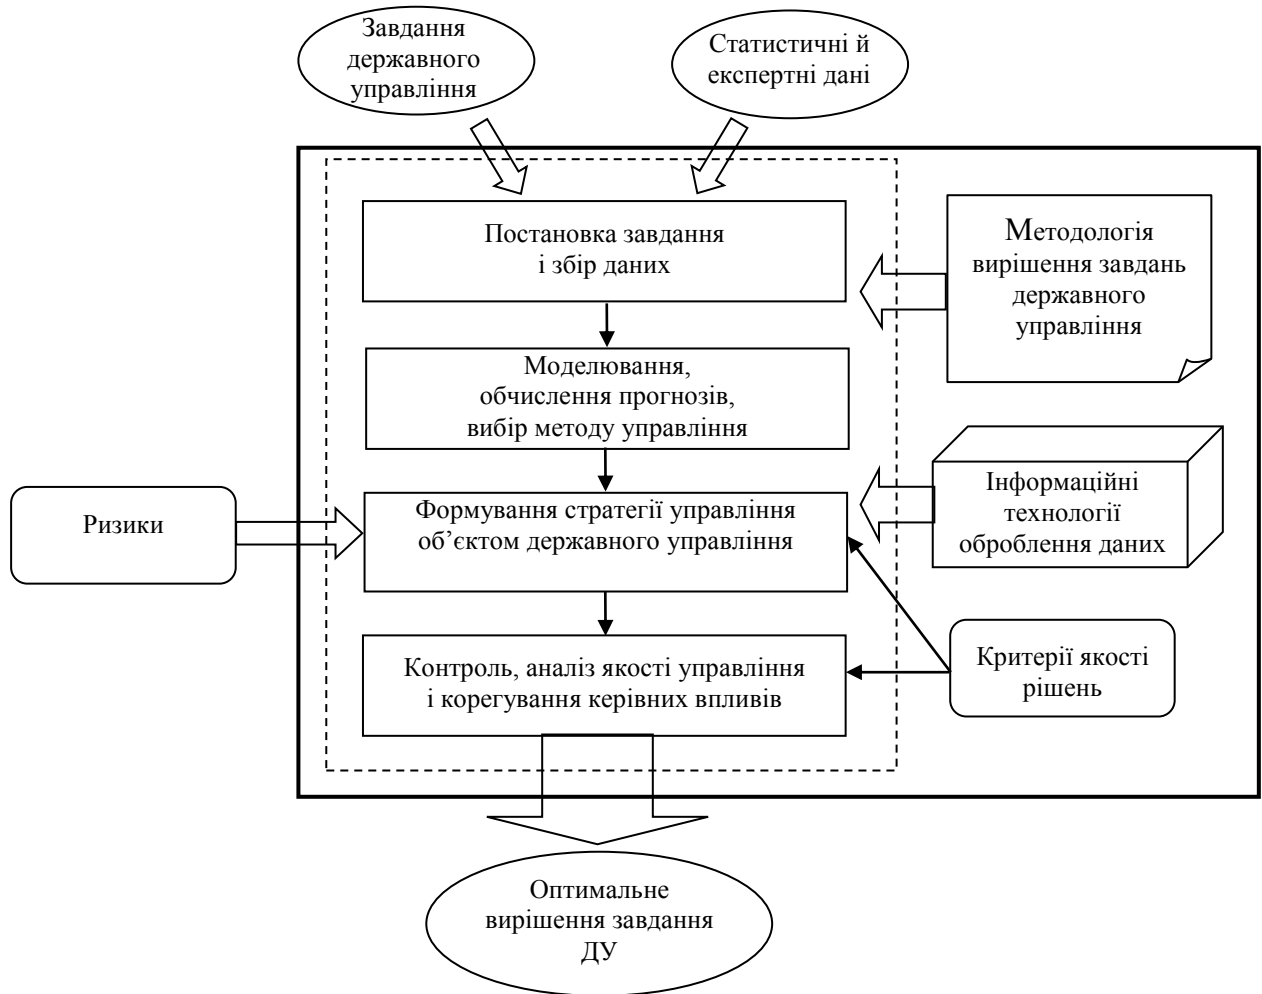 Завдання
державного
управління
Статистичні й
експертні дані
Постановка завдання
і збір даних
Методологія
вирішення завдань
державного
управління
Моделювання,
обчислення прогнозів,
вибір методу управління
Інформаційні
технології
оброблення даних
Ризики
Формування стратегії управління
об’єктом державного управління
Критерії якості
рішень
Контроль, аналіз якості управління
і корегування керівних впливів
Оптимальне
вирішення завдання
ДУ